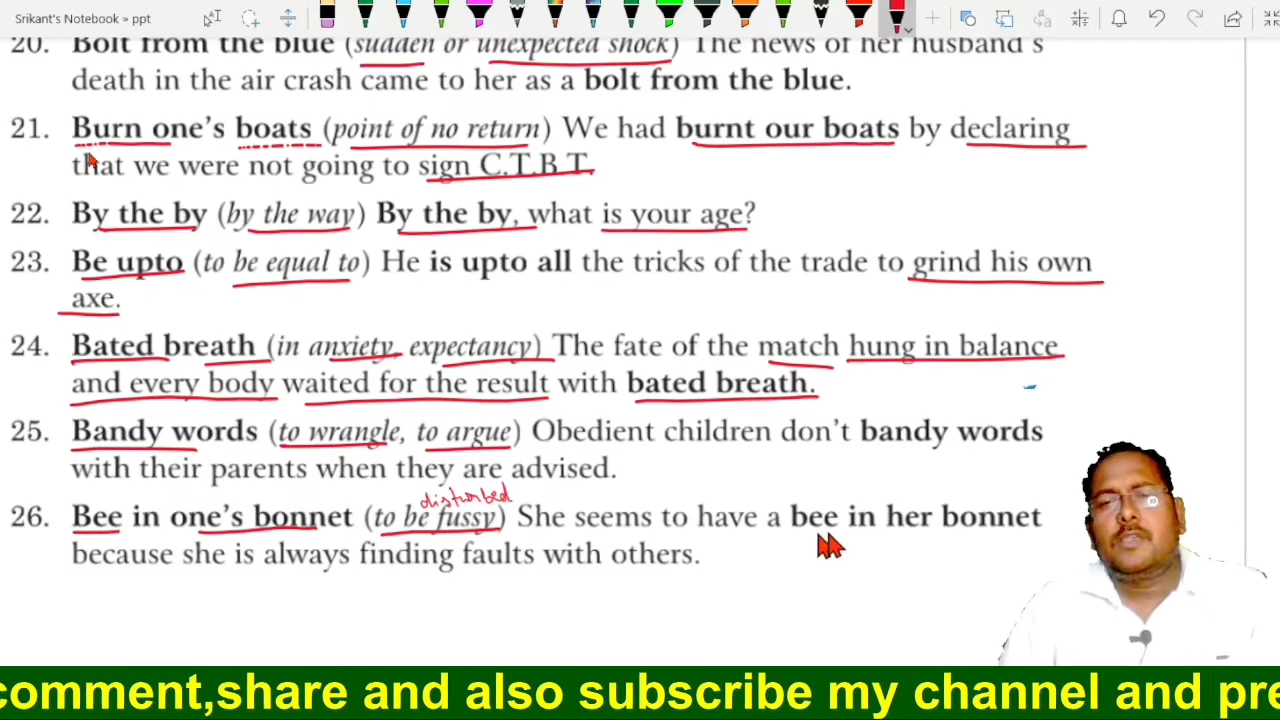 Srikant's Notebook » ppt
20. Bolt from the blue (sudden or unexpected shock) The news of her husband's
death in the air crash came to her as a bolt from the blue.
21. Burn one's boats (point of no return) We had burnt our boats by declaring
that we were not going to sign C.T.B.T.
22. By the by (by the way) By the by, what is your age?
23. Be upto (to be equal to) He is upto all the tricks of the trade to grind his own
axe.
24. Bated breath (in anxiety, expectancy) The fate of the match hung in balance
and every body waited for the result with bated breath.
25. Bandy words (to wrangle, to argue) Obedient children don't bandy words
with their parents when they are advised.
disturbed
26. Bee in one's bonnet (to be fussy) She seems to have a bee in her bonnet
because she is always finding faults with others.
comment,share and also subscribe my channel and pre